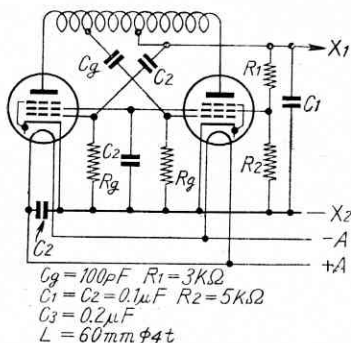 Cg
C2
X1
R1
C1
R2
C2
Rg
Rg
C2
— X2
— -A
— +A
Cg = 100pF R1 = 3KΩ
C1 = C2 = 0.1μF R2 = 5KΩ
C3 = 0.2μF
L = 60mm φ4t